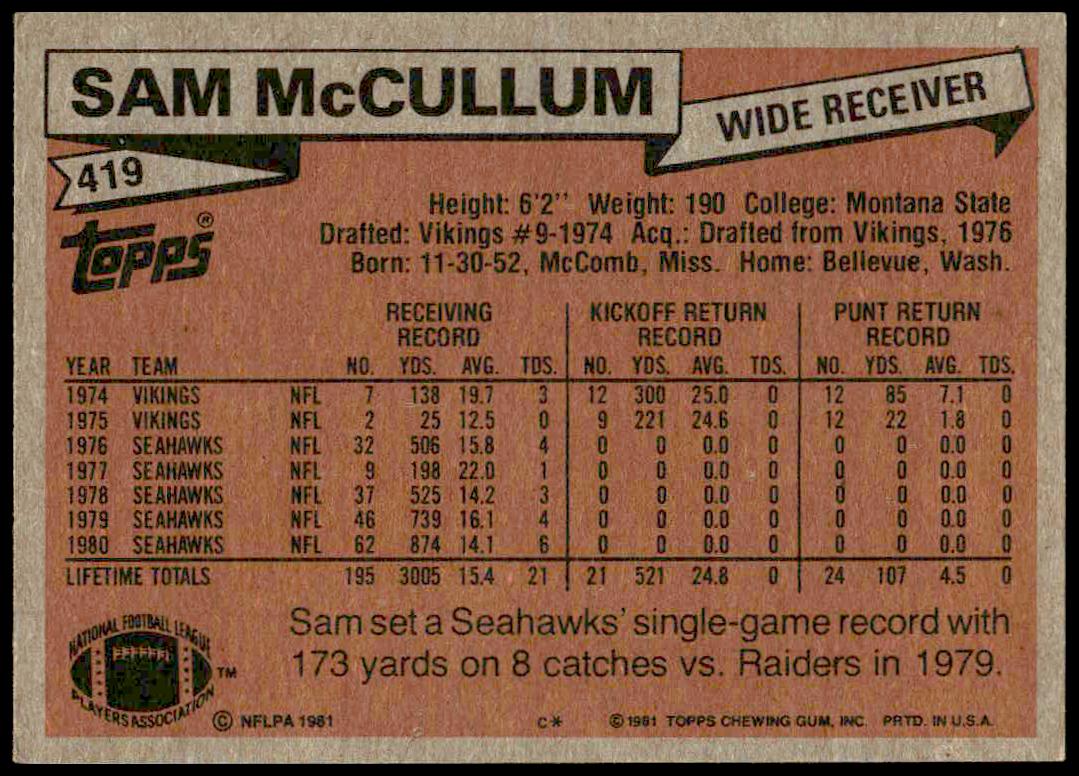 SAM McCULLUM
WIDE RECEIVER
419
TOPPS®
Height: 6'2" Weight: 190 College: Montana State
Drafted: Vikings #9-1974 Acq.: Drafted from Vikings, 1976
Born: 11-30-52, McComb, Miss. Home: Bellevue, Wash.
RECEIVING RECORD KICKOFF RETURN RECORD PUNT RETURN RECORD
YEAR TEAM NO. YDS. AVG. TDS. NO. YDS. AVG. TDS. NO. YDS. AVG. TDS.
1974 VIKINGS NFL 7 138 19.7 3 12 300 25.0 0 12 85 7.1 0
1975 VIKINGS NFL 2 25 12.5 0 9 221 24.6 0 12 22 1.8 0
1976 SEAHAWKS NFL 32 506 15.8 4 0 0 0.0 0 0 0 0.0 0
1977 SEAHAWKS NFL 9 198 22.0 1 0 0 0.0 0 0 0 0.0 0
1978 SEAHAWKS NFL 37 525 14.2 3 0 0 0.0 0 0 0 0.0 0
1979 SEAHAWKS NFL 46 739 16.1 4 0 0 0.0 0 0 0 0.0 0
1980 SEAHAWKS NFL 62 874 14.1 6 0 0 0.0 0 0 0 0.0 0
LIFETIME TOTALS 195 3005 15.4 21 21 521 24.8 0 24 107 4.5 0
Sam set a Seahawks' single-game record with
173 yards on 8 catches vs. Raiders in 1979.
NATIONAL FOOTBALL LEAGUE
PLAYERS ASSOCIATION
TM
© NFLPA 1981 C* © 1981 TOPPS CHEWING GUM, INC. PRTD. IN U.S.A.